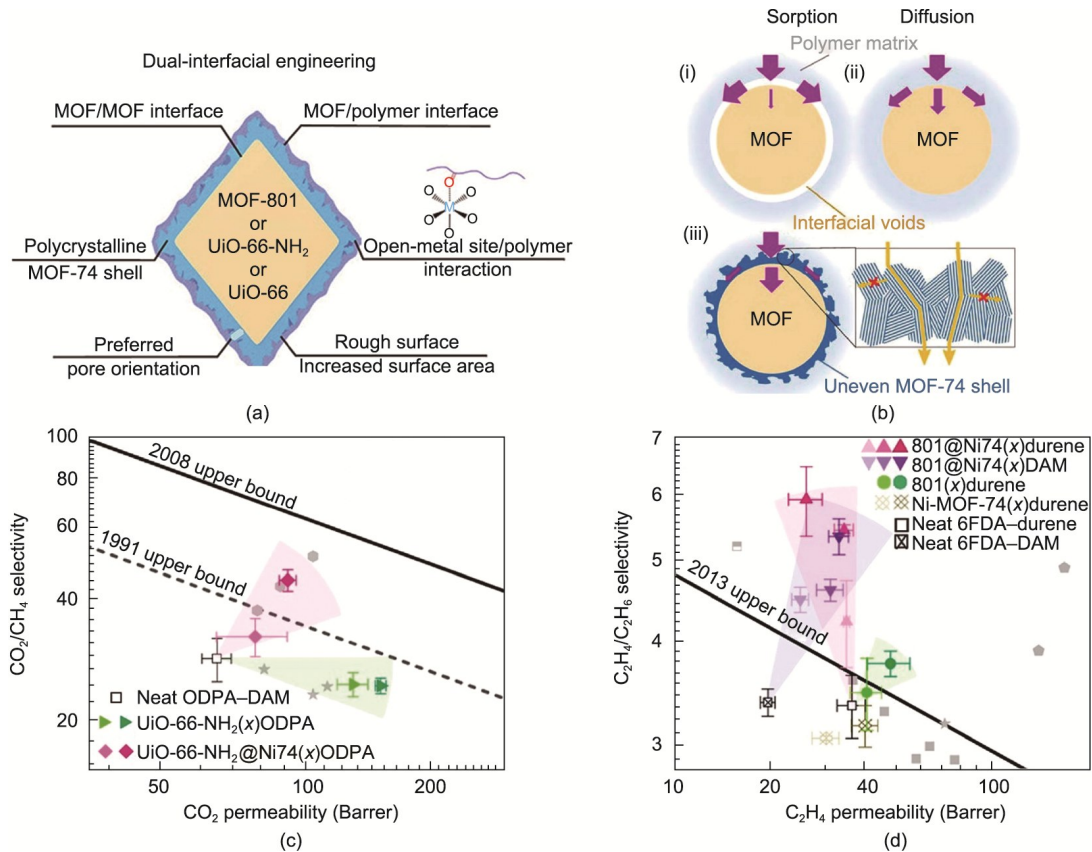 (a)
Dual-interfacial engineering
MOF/MOF interface
MOF/polymer interface
MOF-801
or
UiO-66-NH₂
or
UiO-66
O
O
O
M
O
O
O
Polycrystalline
MOF-74 shell
Open-metal site/polymer
interaction
Preferred
pore orientation
Rough surface
Increased surface area
(b)
Sorption
Diffusion
Polymer matrix
(i)
(ii)
MOF
MOF
Interfacial voids
(iii)
MOF
Uneven MOF-74 shell
100
80
60
40
20
CO₂/CH₄ selectivity
2008 upper bound
1991 upper bound
Neat ODPA–DAM
UiO-66-NH₂(x)ODPA
UiO-66-NH₂@Ni74(x)ODPA
50
100
200
CO₂ permeability (Barrer)
(c)
7
6
5
4
3
C₂H₄/C₂H₆ selectivity
801@Ni74(x)durene
801@Ni74(x)DAM
801(x)durene
Ni-MOF-74(x)durene
Neat 6FDA–durene
Neat 6FDA–DAM
2013 upper bound
10
20
40
100
C₂H₄ permeability (Barrer)
(d)